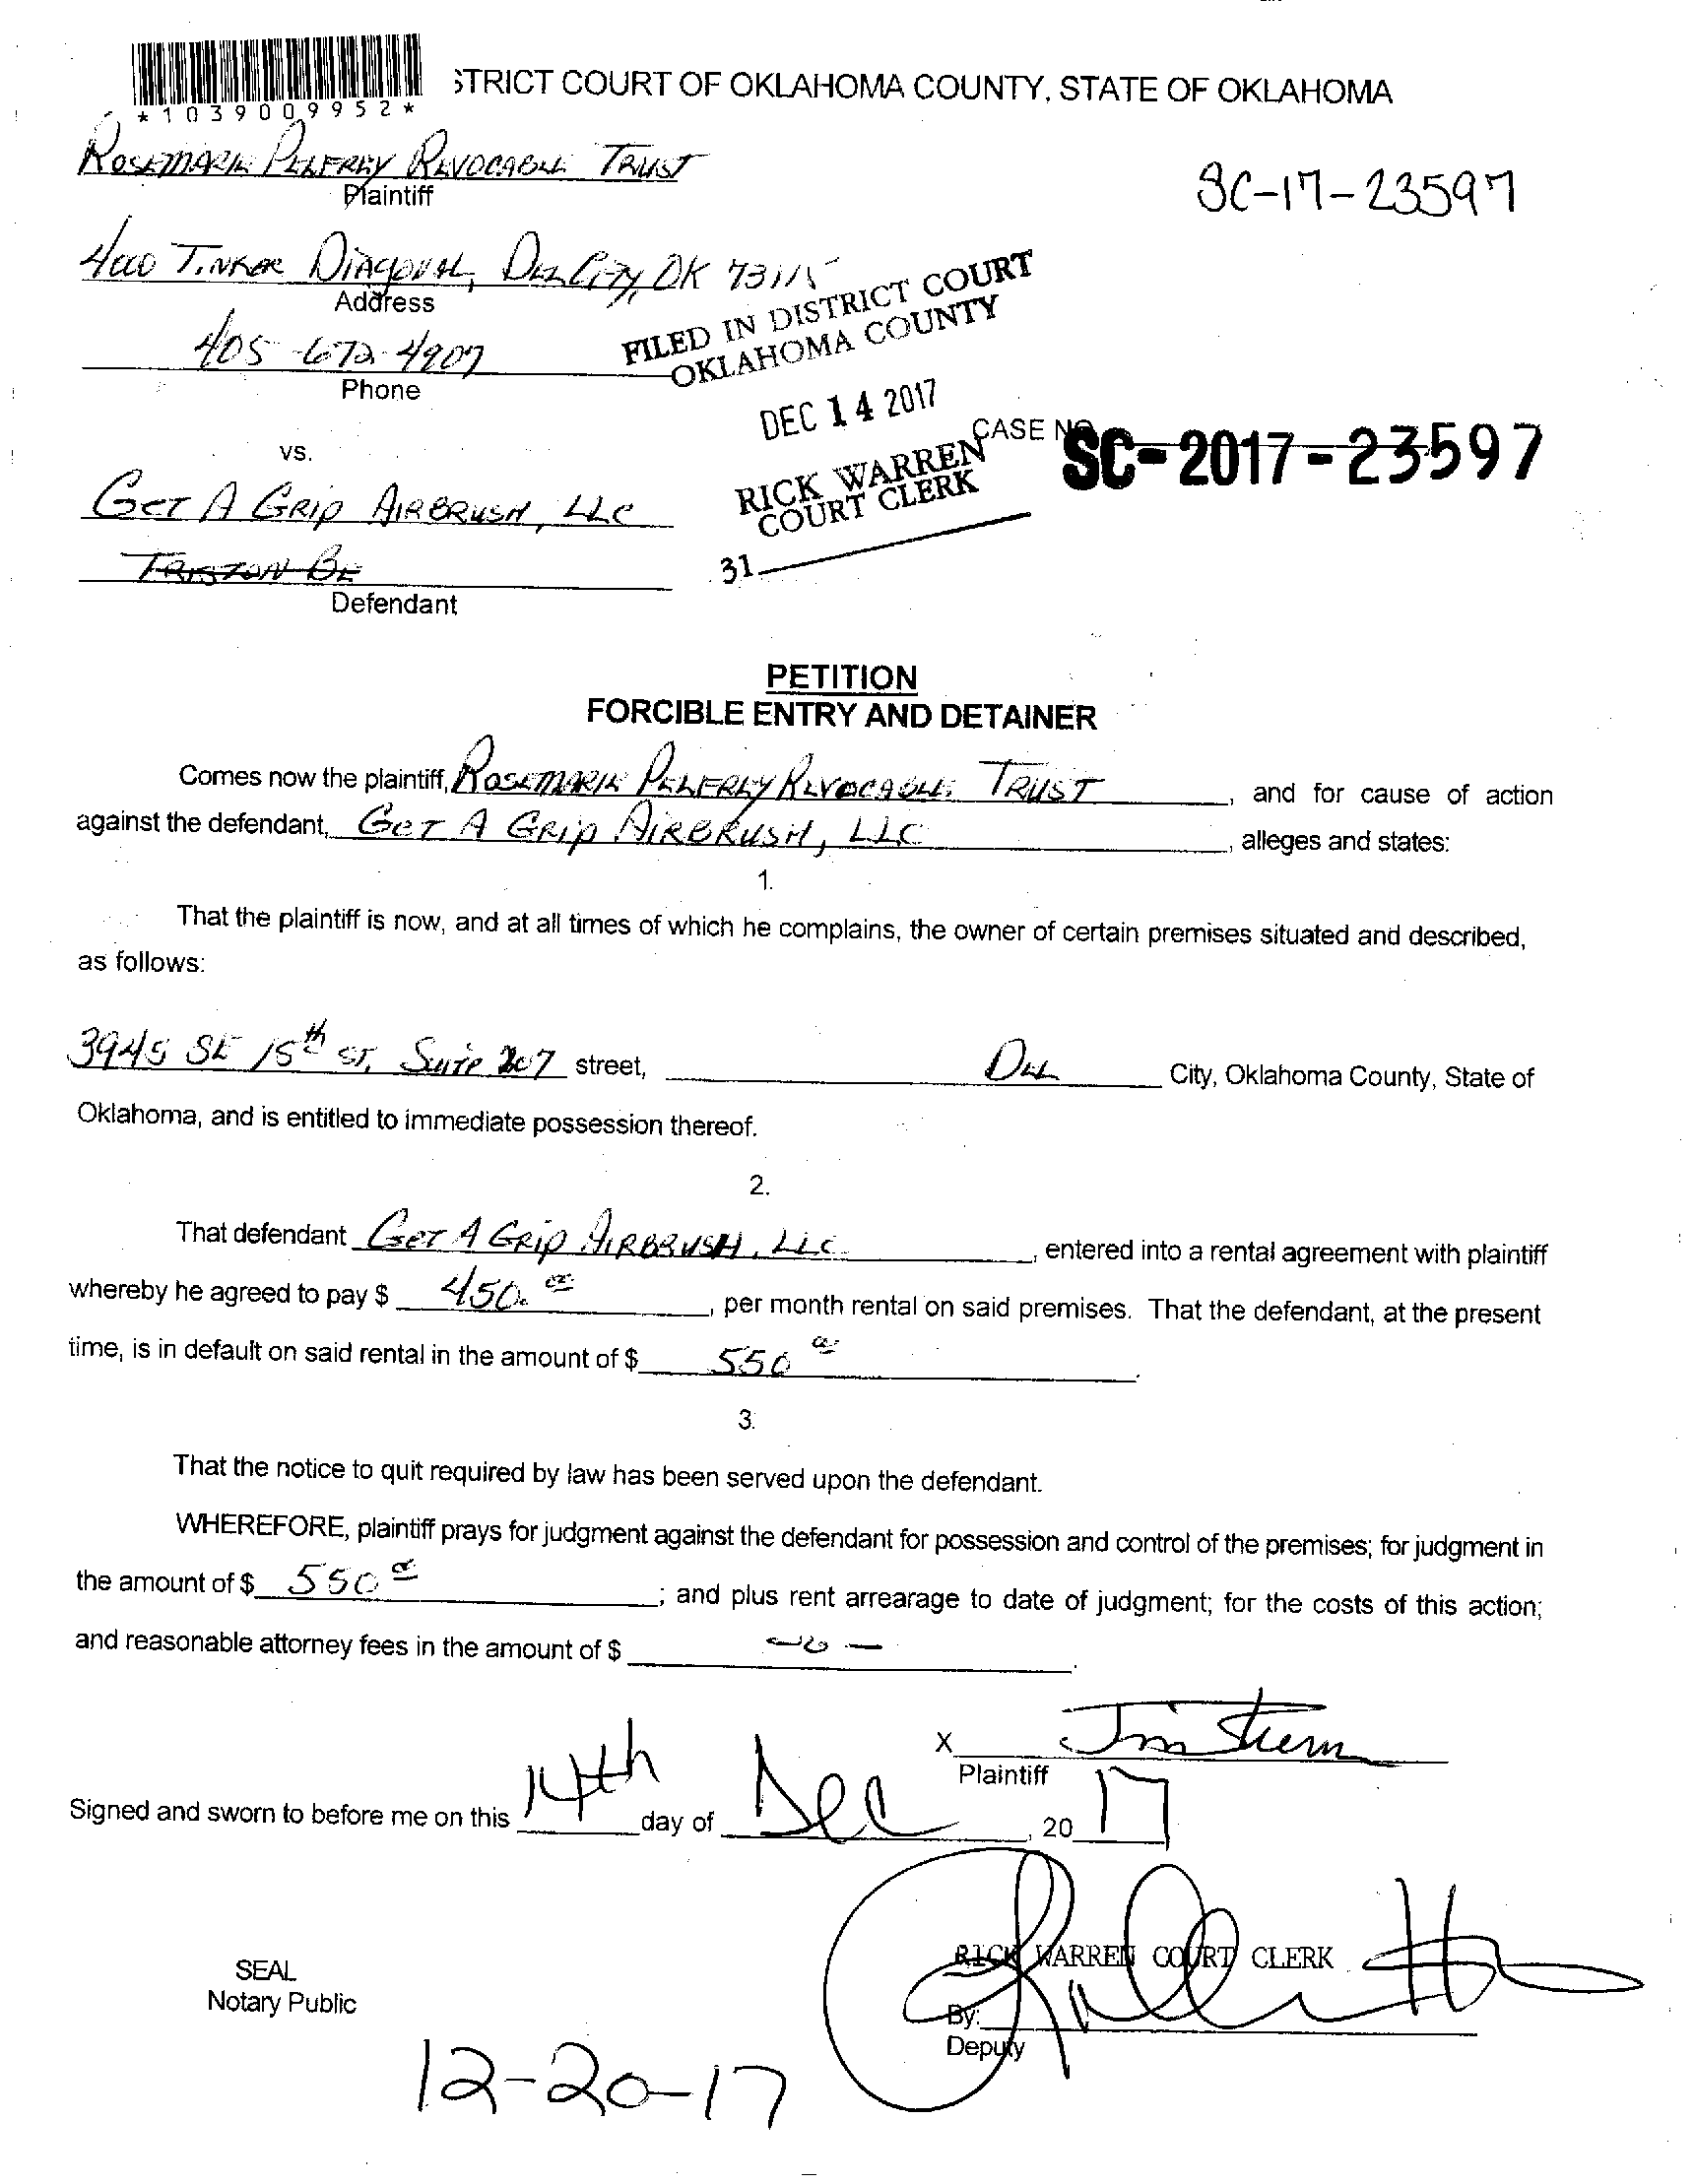 STRICT COURT OF OKLAHOMA COUNTY, STATE OF OKLAHOMA
*1039009952*
ROSEMARIE PELFREY REVOCABLE TRUST
Plaintiff
SC-17-23597
4000 TINKER DIAGONAL, DEL CITY, OK 73115
Address
405-672-4907
Phone
FILED IN DISTRICT COURT
OKLAHOMA COUNTY
DEC 14 2017
RICK WARREN
COURT CLERK
31
CASE NO.
SC-2017-23597
vs.
GET A GRIP AIRBRUSH, LLC
TRISTON BE
Defendant
PETITION
FORCIBLE ENTRY AND DETAINER
Comes now the plaintiff, ROSEMARIE PELFREY REVOCABLE TRUST, and for cause of action
against the defendant, GET A GRIP AIRBRUSH, LLC, alleges and states:
1.
That the plaintiff is now, and at all times of which he complains, the owner of certain premises situated and described,
as follows:
3945 SE 15th ST, SUITE 207 street, DEL City, Oklahoma County, State of
Oklahoma, and is entitled to immediate possession thereof.
2.
That defendant GET A GRIP AIRBRUSH, LLC, entered into a rental agreement with plaintiff
whereby he agreed to pay $ 450.00, per month rental on said premises. That the defendant, at the present
time, is in default on said rental in the amount of $ 550 00.
3.
That the notice to quit required by law has been served upon the defendant.
WHEREFORE, plaintiff prays for judgment against the defendant for possession and control of the premises; for judgment in
the amount of $ 550 00; and plus rent arrearage to date of judgment; for the costs of this action;
and reasonable attorney fees in the amount of $ -0-.
X Jim Stierm
Plaintiff
Signed and sworn to before me on this 14th day of Dec, 2017
SEAL
Notary Public
RICK WARREN COURT CLERK
By:
Deputy
12-20-17